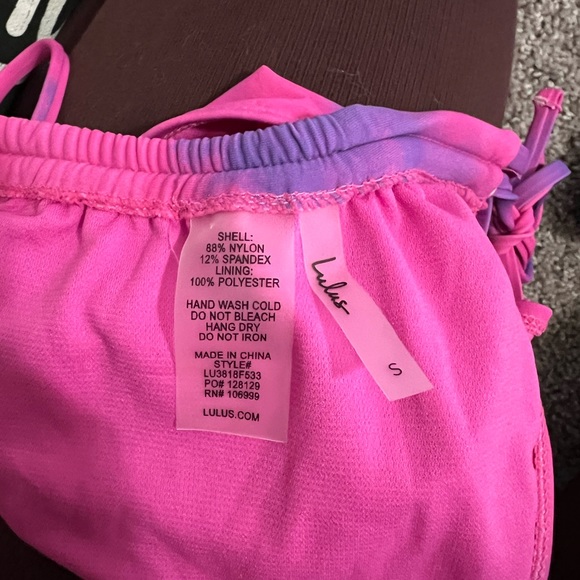 SHELL:
88% NYLON
12% SPANDEX
LINING:
100% POLYESTER
HAND WASH COLD
DO NOT BLEACH
HANG DRY
DO NOT IRON
MADE IN CHINA
STYLE#
LU3818F533
PO# 128129
RN# 106999
LULUS.COM
Lulus
S